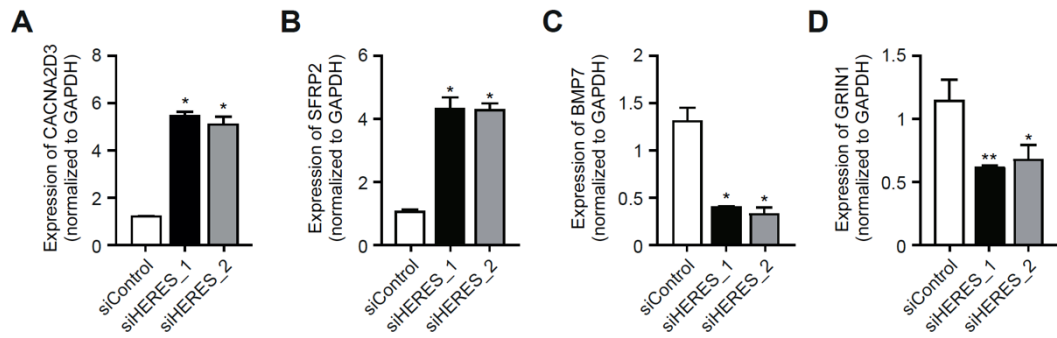 A
Expression of CACNA2D3
(normalized to GAPDH)
8
6
4
2
0
*
*
siControl
siHERES_1
siHERES_2
B
Expression of SFRP2
(normalized to GAPDH)
6
4
2
0
*
*
siControl
siHERES_1
siHERES_2
C
Expression of BMP7
(normalized to GAPDH)
2
1.5
1
0.5
0
*
*
siControl
siHERES_1
siHERES_2
D
Expression of GRIN1
(normalized to GAPDH)
1.5
1
0.5
0
**
*
siControl
siHERES_1
siHERES_2